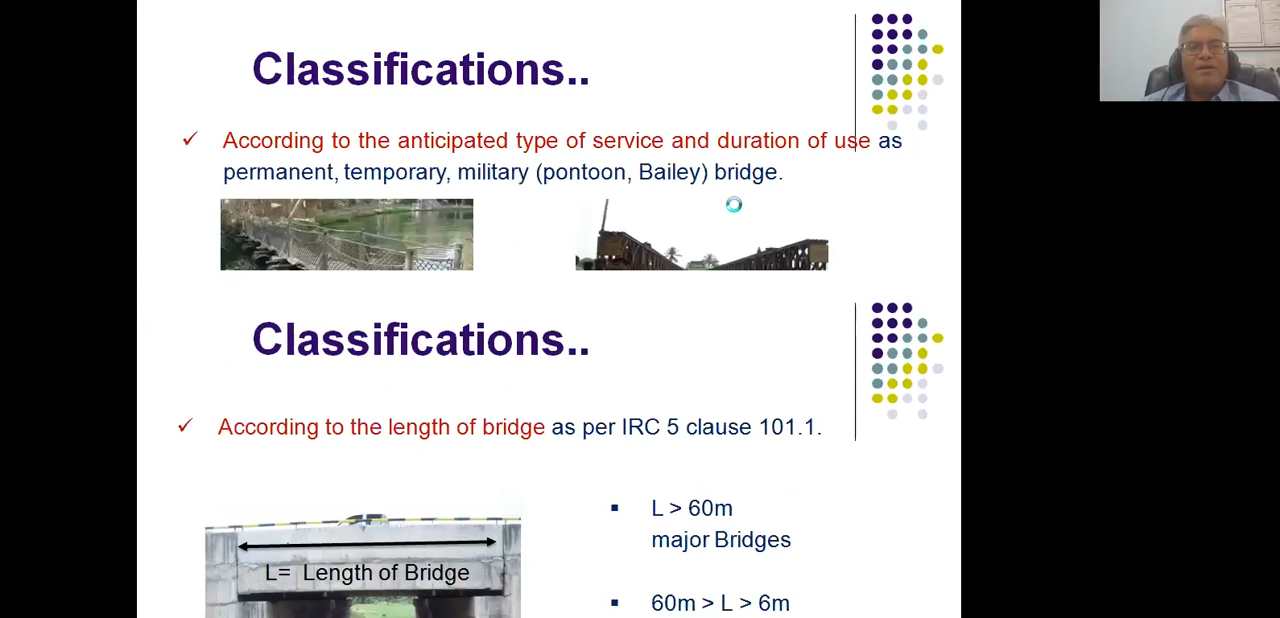 Classifications..
✓ According to the anticipated type of service and duration of use as
permanent, temporary, military (pontoon, Bailey) bridge.
Classifications..
✓ According to the length of bridge as per IRC 5 clause 101.1.
▪ L > 60m
major Bridges
L= Length of Bridge
▪ 60m > L > 6m